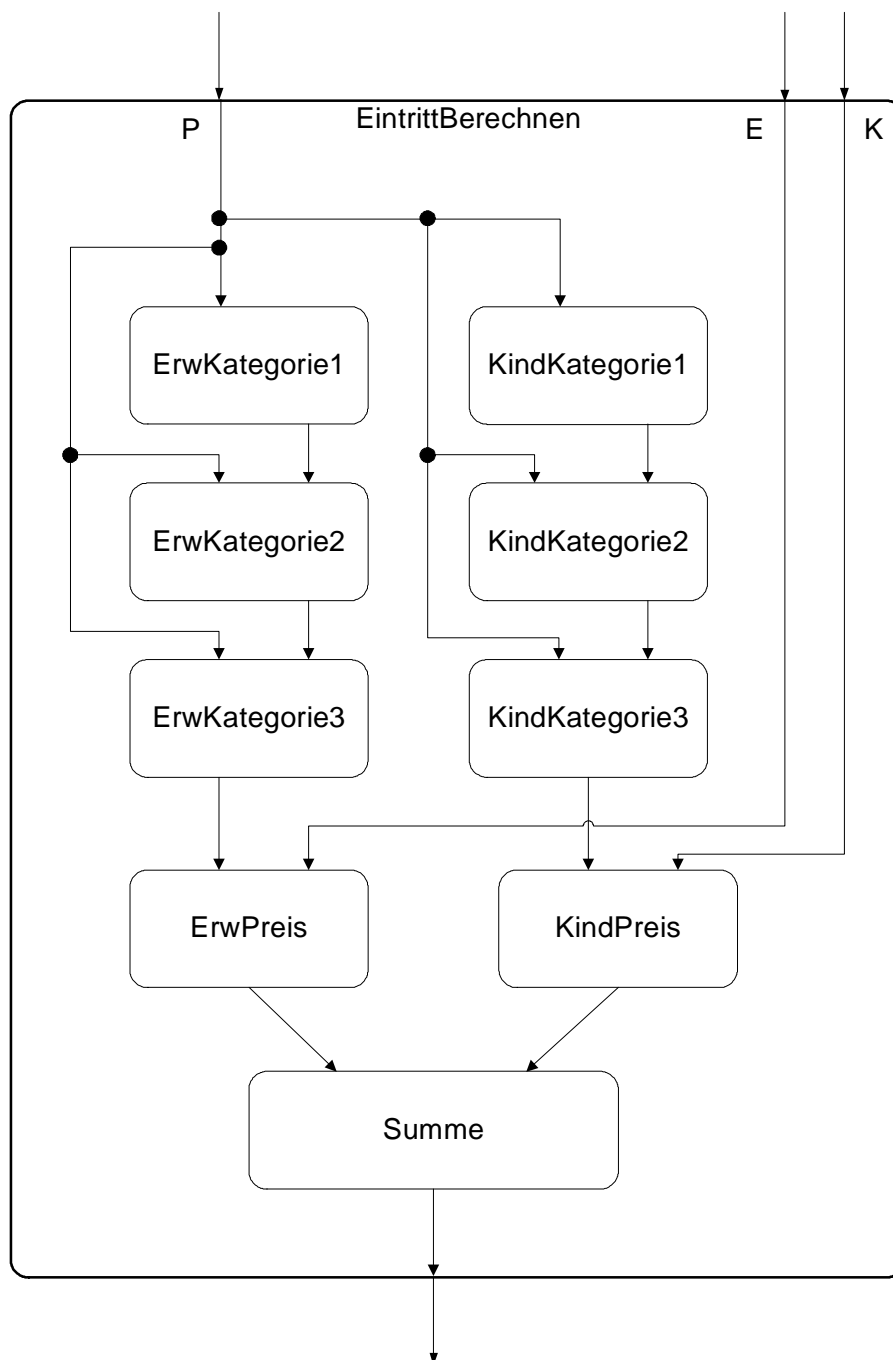 EintrittBerechnen
P
E
K
ErwKategorie1
KindKategorie1
ErwKategorie2
KindKategorie2
ErwKategorie3
KindKategorie3
ErwPreis
KindPreis
Summe